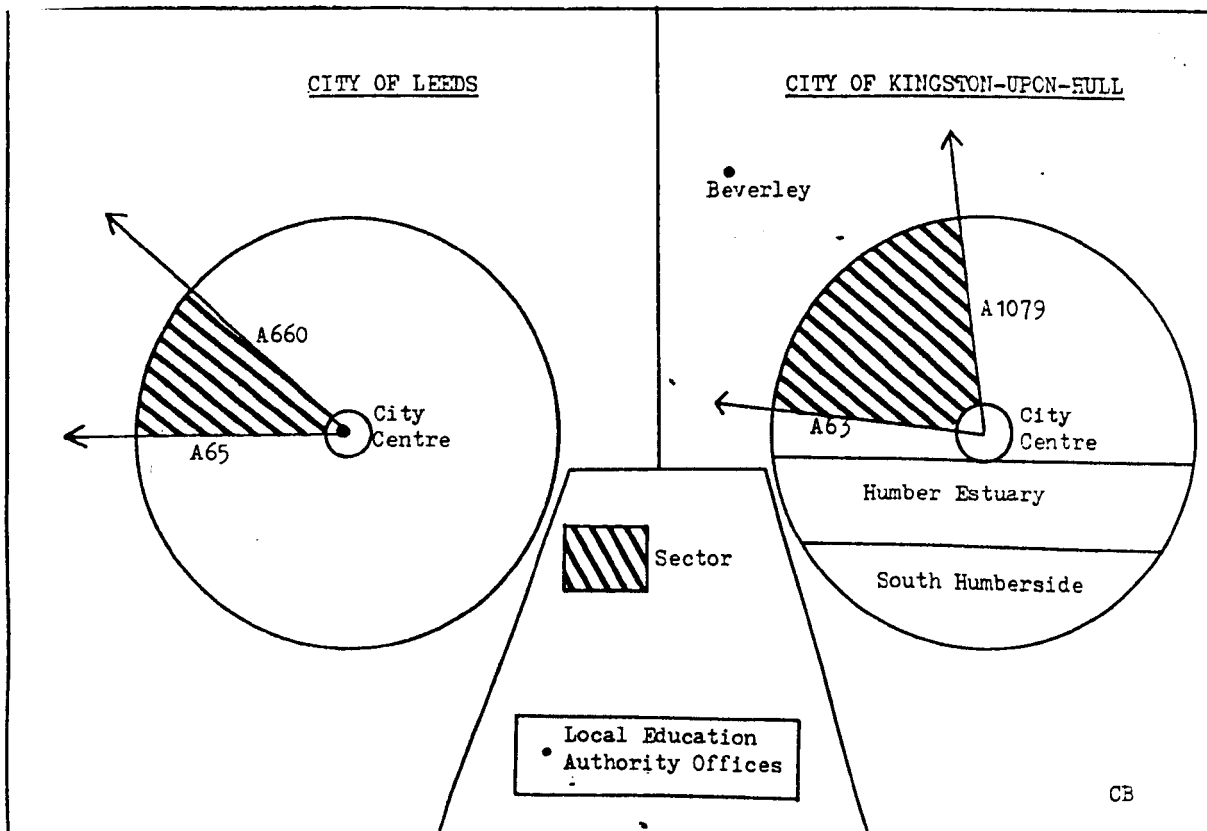 CITY OF LEEDS
A660
City
Centre
A65
CITY OF KINGSTON-UPON-HULL
Beverley
A1079
A63
City
Centre
Humber Estuary
South Humberside
Sector
Local Education
Authority Offices
CB